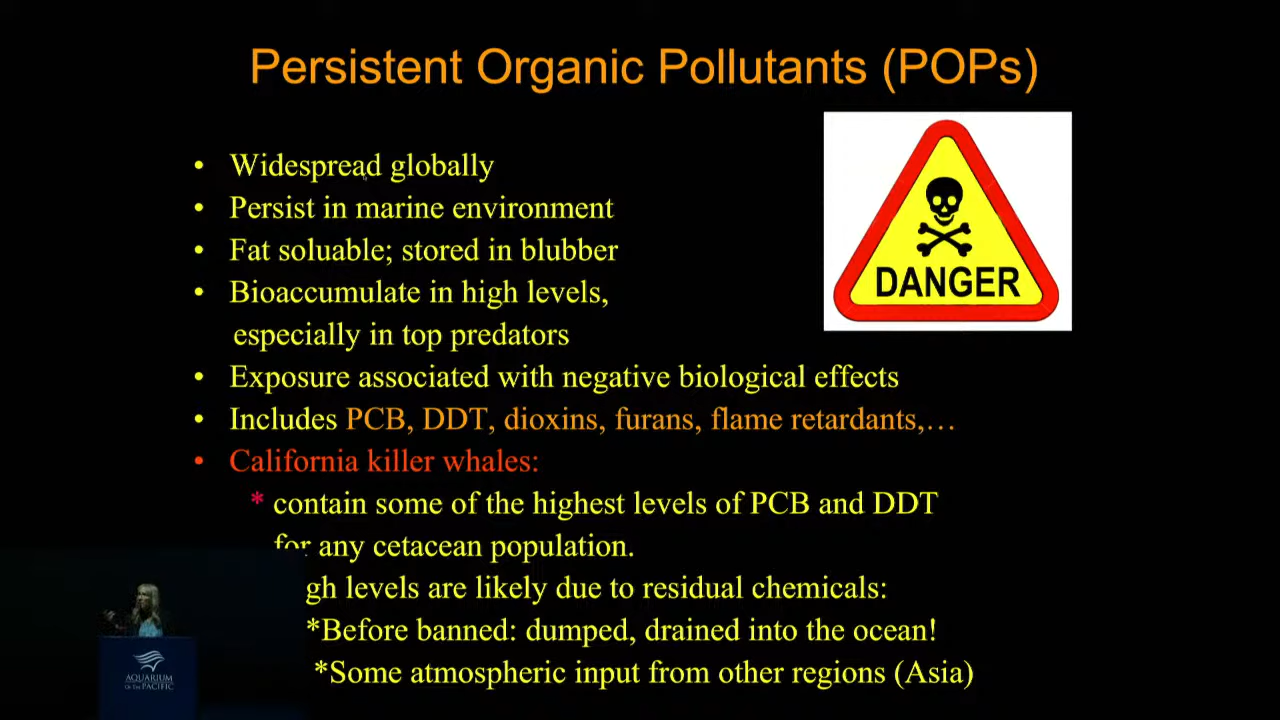 Persistent Organic Pollutants (POPs)
• Widespread globally
• Persist in marine environment
• Fat soluable; stored in blubber
• Bioaccumulate in high levels,
especially in top predators
DANGER
• Exposure associated with negative biological effects
• Includes PCB, DDT, dioxins, furans, flame retardants,…
• California killer whales:
* contain some of the highest levels of PCB and DDT
for any cetacean population.
gh levels are likely due to residual chemicals:
*Before banned: dumped, drained into the ocean!
*Some atmospheric input from other regions (Asia)
AQUARIUM
OF THE PACIFIC